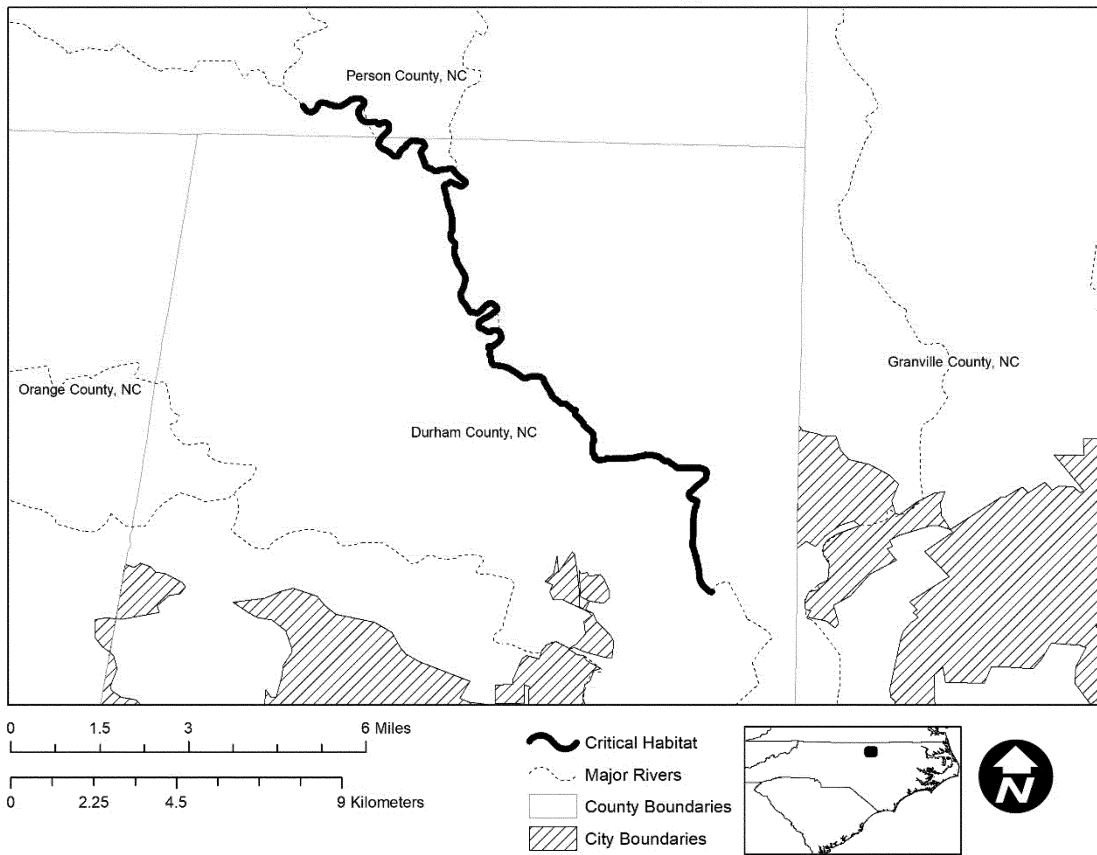 Person County, NC
Granville County, NC
Orange County, NC
Durham County, NC
0 1.5 3 6 Miles
0 2.25 4.5 9 Kilometers
Critical Habitat
Major Rivers
County Boundaries
City Boundaries
N